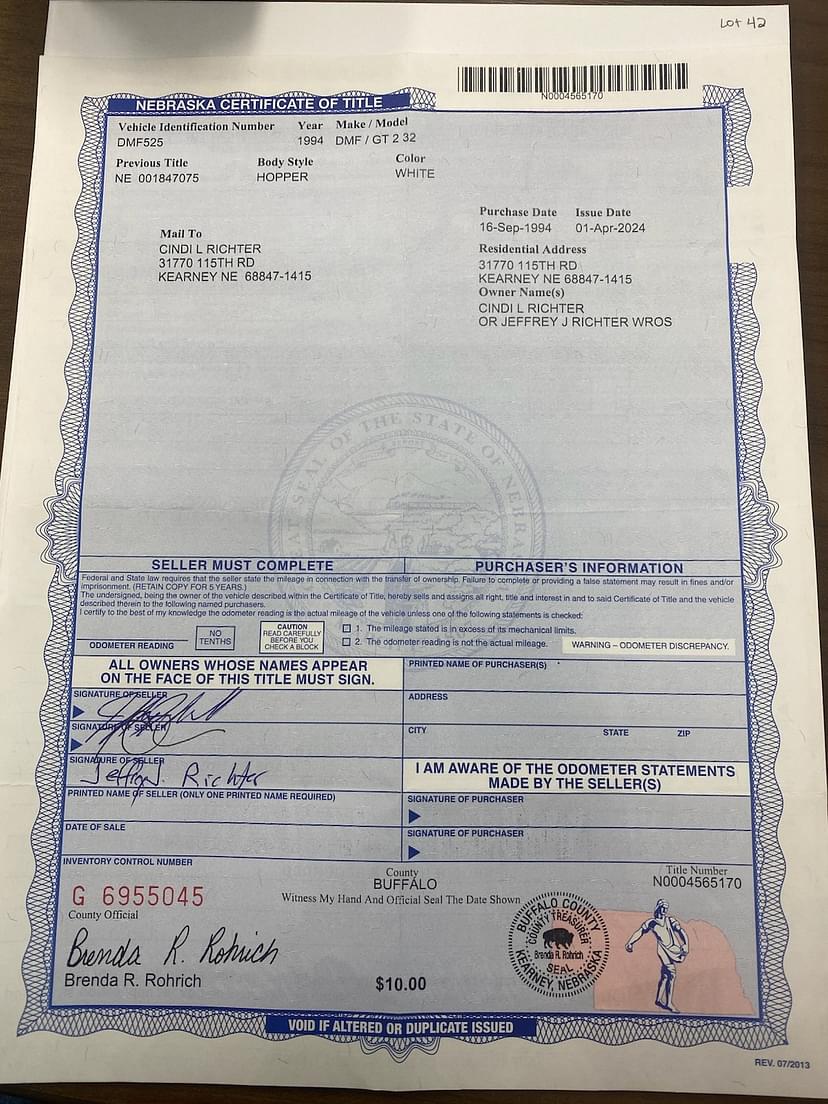 Lot 42
N0004565170
NEBRASKA CERTIFICATE OF TITLE
Vehicle Identification Number Year Make / Model
DMF525 1994 DMF / GT 2 32
Previous Title Body Style Color
NE 001847075 HOPPER WHITE
Purchase Date Issue Date
16-Sep-1994 01-Apr-2024
Mail To
CINDI L RICHTER
31770 115TH RD
KEARNEY NE 68847-1415
Residential Address
31770 115TH RD
KEARNEY NE 68847-1415
Owner Name(s)
CINDI L RICHTER
OR JEFFREY J RICHTER WROS
SEAL OF THE STATE OF NEBRA
SELLER MUST COMPLETE PURCHASER'S INFORMATION
Federal and State law requires that the seller state the mileage in connection with the transfer of ownership. Failure to complete or providing a false statement may result in fines and/or
imprisonment. (RETAIN COPY FOR 5 YEARS.)
The undersigned, being the owner of the vehicle described within the Certificate of Title, hereby sells and assigns all right, title and interest in and to said Certificate of Title and the vehicle
described therein to the following named purchasers.
I certify to the best of my knowledge the odometer reading is the actual mileage of the vehicle unless one of the following statements is checked:
ODOMETER READING
NO
TENTHS
CAUTION
READ CAREFULLY
BEFORE YOU
CHECK A BLOCK
1. The mileage stated is in excess of its mechanical limits.
2. The odometer reading is not the actual mileage.
WARNING – ODOMETER DISCREPANCY.
ALL OWNERS WHOSE NAMES APPEAR
ON THE FACE OF THIS TITLE MUST SIGN.
SIGNATURE OF SELLER
SIGNATURE OF SELLER
SIGNATURE OF SELLER
Jeffrey J. Richter
PRINTED NAME OF SELLER (ONLY ONE PRINTED NAME REQUIRED)
DATE OF SALE
PRINTED NAME OF PURCHASER(S)
ADDRESS
CITY STATE ZIP
I AM AWARE OF THE ODOMETER STATEMENTS
MADE BY THE SELLER(S)
SIGNATURE OF PURCHASER
SIGNATURE OF PURCHASER
INVENTORY CONTROL NUMBER
G 6955045
County Official
Brenda R. Rohrich
Brenda R. Rohrich
County
BUFFALO
Witness My Hand And Official Seal The Date Shown
$10.00
Title Number
N0004565170
BUFFALO COUNTY
COUNTY TREASURER
Brenda R. Rohrich
SEAL
KEARNEY, NEBRASKA
VOID IF ALTERED OR DUPLICATE ISSUED
REV. 07/2013